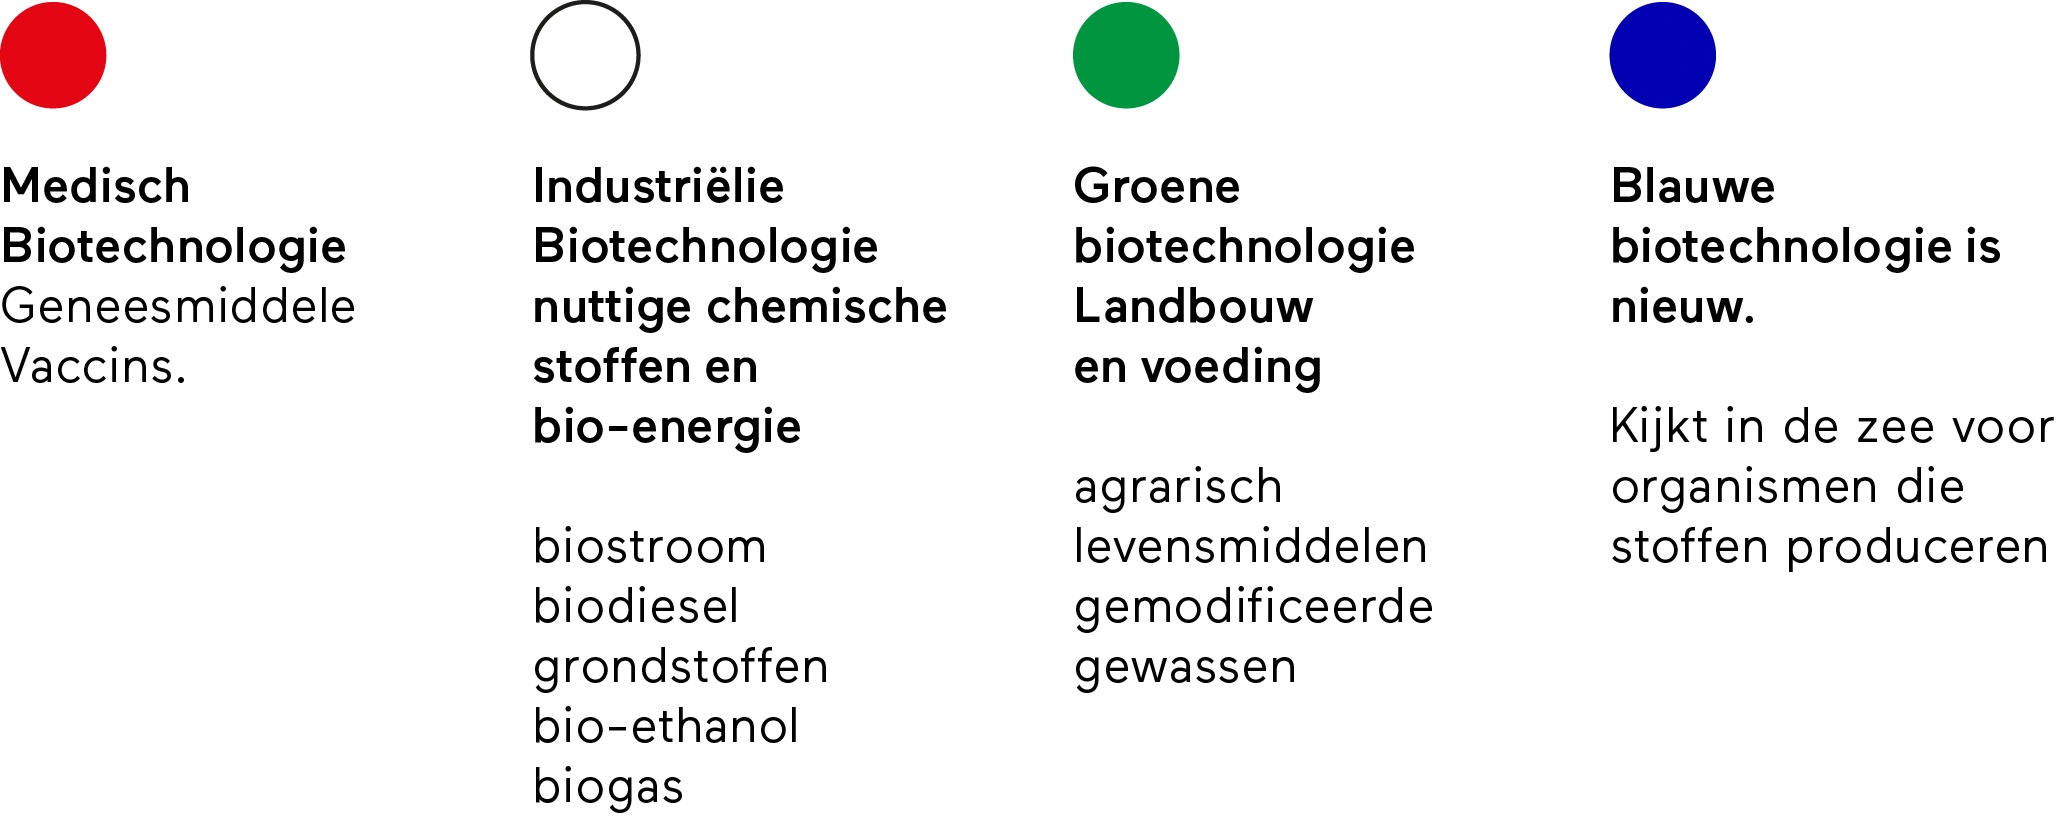 Medisch
Biotechnologie
Geneesmiddele
Vaccins.
Industriëlie
Biotechnologie
nuttige chemische
stoffen en
bio-energie
biostroom
biodiesel
grondstoffen
bio-ethanol
biogas
Groene
biotechnologie
Landbouw
en voeding
agrarisch
levensmiddelen
gemodificeerde
gewassen
Blauwe
biotechnologie is
nieuw.
Kijkt in de zee voor
organismen die
stoffen produceren